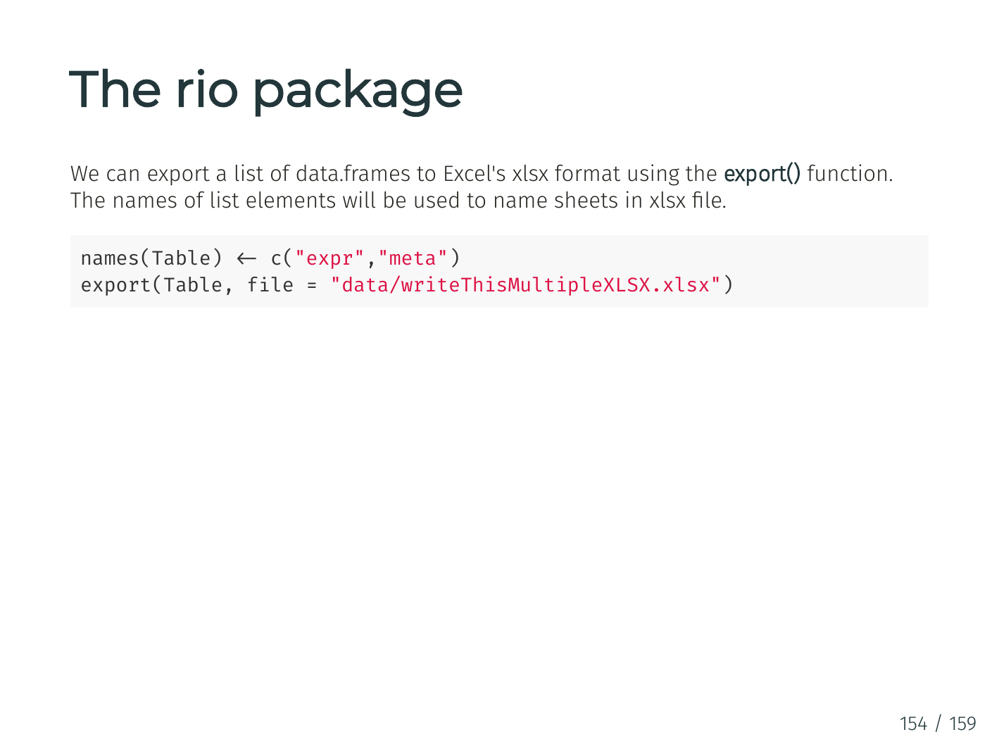 The rio package
We can export a list of data.frames to Excel's xlsx format using the export() function.
The names of list elements will be used to name sheets in xlsx file.
names(Table) <- c("expr","meta")
export(Table, file = "data/writeThisMultipleXLSX.xlsx")
154 / 159